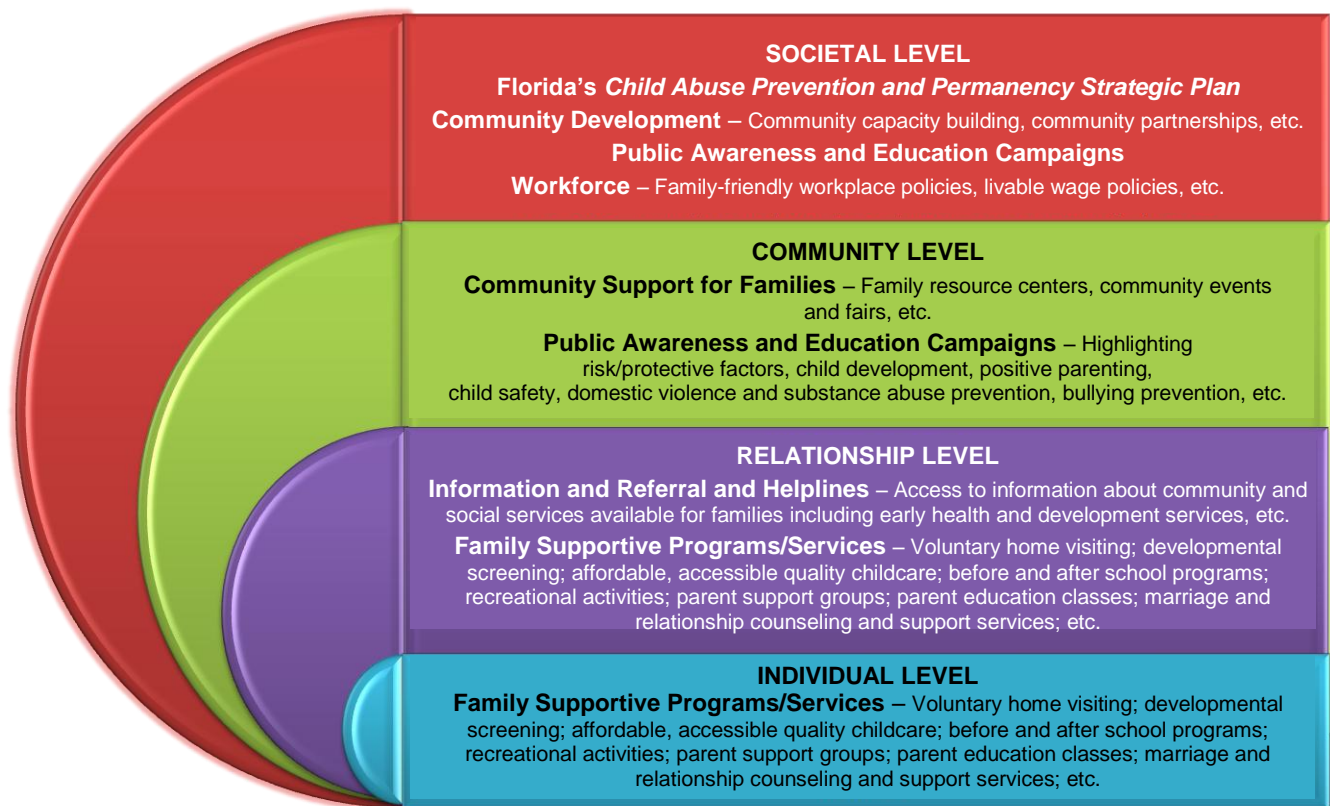 SOCIETAL LEVEL
Florida's Child Abuse Prevention and Permanency Strategic Plan
Community Development – Community capacity building, community partnerships, etc.
Public Awareness and Education Campaigns
Workforce – Family-friendly workplace policies, livable wage policies, etc.
COMMUNITY LEVEL
Community Support for Families – Family resource centers, community events
and fairs, etc.
Public Awareness and Education Campaigns – Highlighting
risk/protective factors, child development, positive parenting,
child safety, domestic violence and substance abuse prevention, bullying prevention, etc.
RELATIONSHIP LEVEL
Information and Referral and Helplines – Access to information about community and
social services available for families including early health and development services, etc.
Family Supportive Programs/Services – Voluntary home visiting; developmental
screening; affordable, accessible quality childcare; before and after school programs;
recreational activities; parent support groups; parent education classes; marriage and
relationship counseling and support services; etc.
INDIVIDUAL LEVEL
Family Supportive Programs/Services – Voluntary home visiting; developmental
screening; affordable, accessible quality childcare; before and after school programs;
recreational activities; parent support groups; parent education classes; marriage and
relationship counseling and support services; etc.